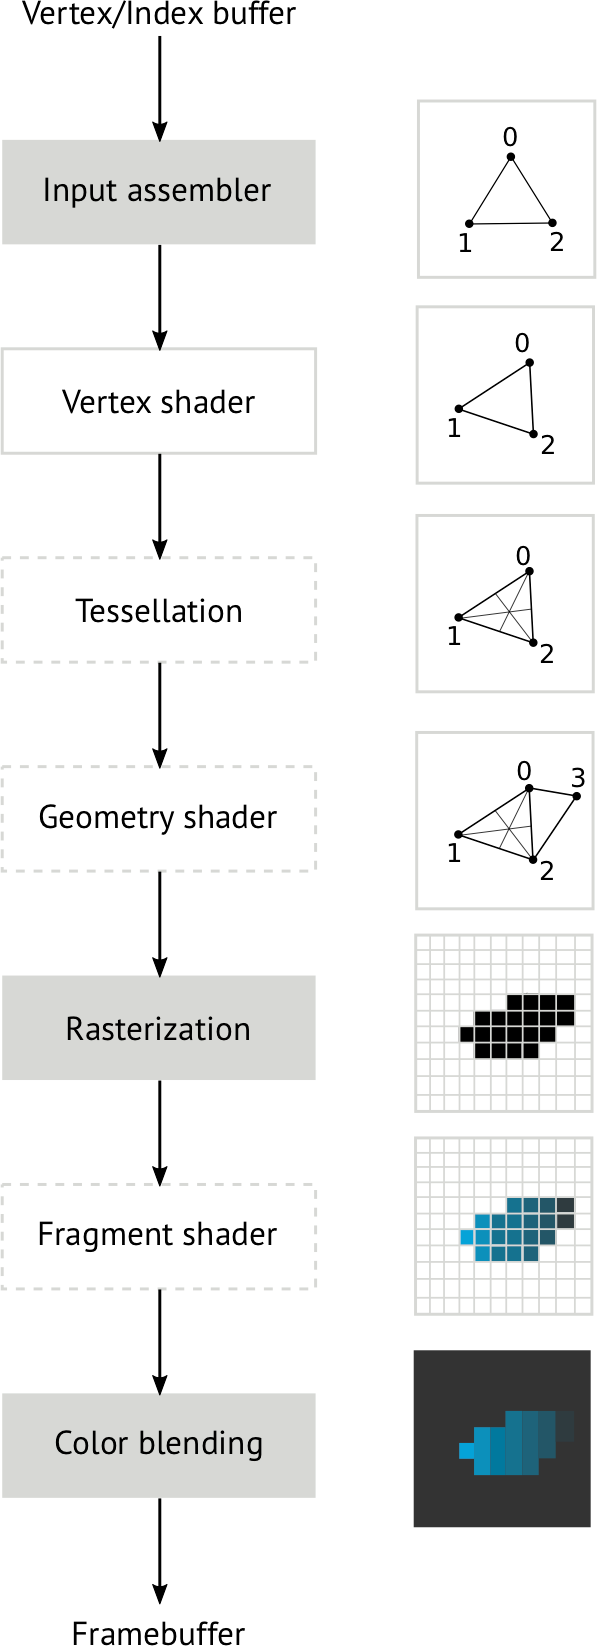 Vertex/Index buffer
Input assembler
0
1
2
Vertex shader
0
1
2
Tessellation
0
1
2
Geometry shader
0
3
1
2
Rasterization
Fragment shader
Color blending
Framebuffer